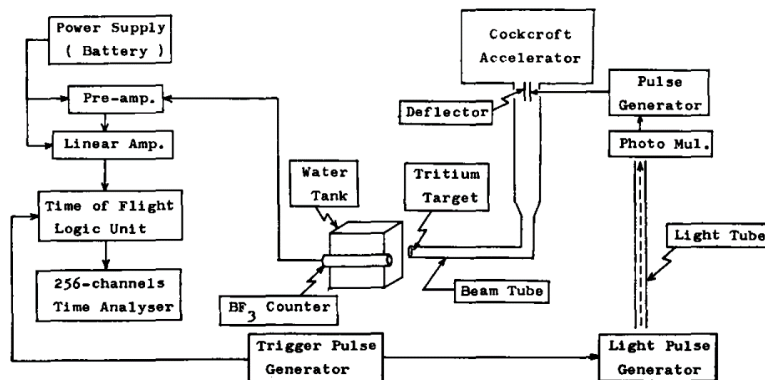 Power Supply
( Battery )
Pre-amp.
Linear Amp.
Time of Flight
Logic Unit
256-channels
Time Analyser
Water
Tank
BF3 Counter
Tritium
Target
Beam Tube
Cockcroft
Accelerator
Deflector
Pulse
Generator
Photo Mul.
Light Tube
Trigger Pulse
Generator
Light Pulse
Generator